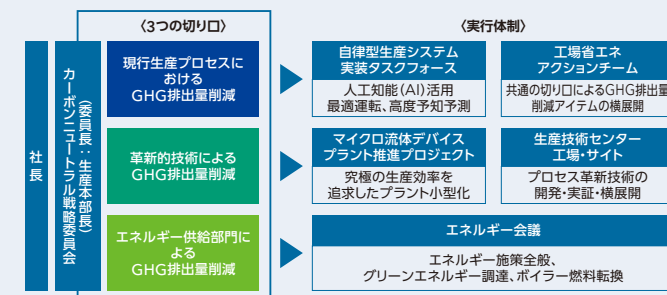 〈3つの切り口〉
〈実行体制〉
社長
カーボンニュートラル戦略委員会
（委員長：生産本部長）
現行生産プロセスに
おける
GHG排出量削減
自律型生産システム
実装タスクフォース
人工知能（AI）活用
最適運転、高度予知予測
工場省エネ
アクションチーム
共通の切り口によるGHG排出量
削減アイテムの横展開
革新的技術による
GHG排出量削減
マイクロ流体デバイス
プラント推進プロジェクト
究極の生産効率を
追求したプラント小型化
生産技術センター
工場・サイト
プロセス革新技術の
開発・実証・横展開
エネルギー供給部門に
よる
GHG排出量削減
エネルギー会議
エネルギー施策全般、
グリーンエネルギー調達、ボイラー燃料転換